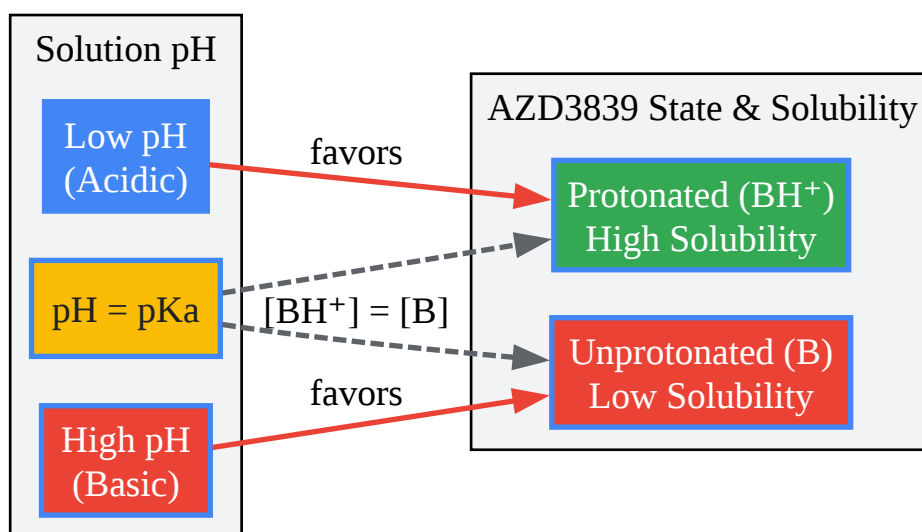 Solution pH
Low pH
(Acidic)
pH = pKa
High pH
(Basic)
favors
[BH⁺] = [B]
favors
AZD3839 State & Solubility
Protonated (BH⁺)
High Solubility
Unprotonated (B)
Low Solubility